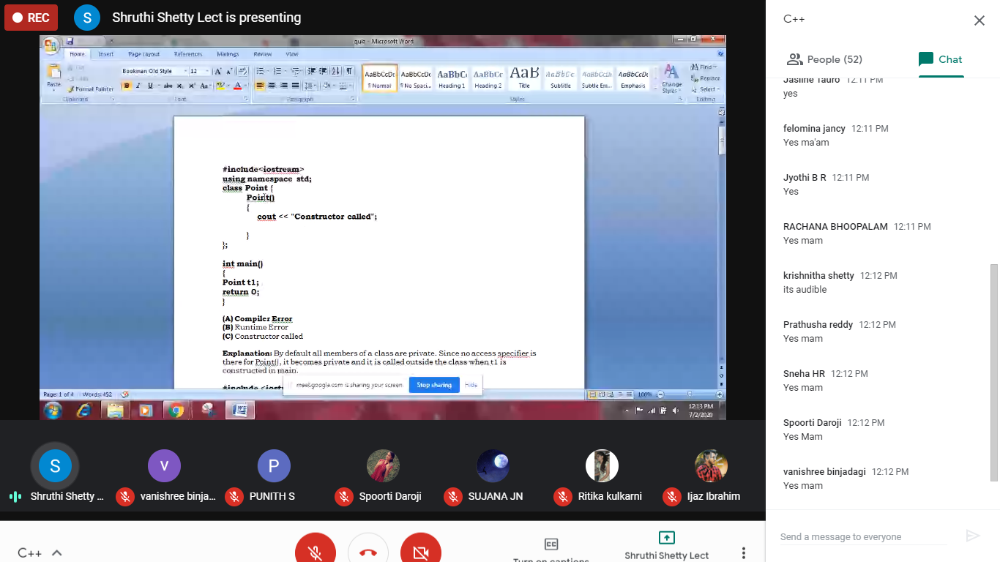 REC
S
Shruthi Shetty Lect is presenting
quiz - Microsoft Word
Home Insert Page Layout References Mailings Review View
Paste
Cut
Copy
Format Painter
Clipboard
Bookman Old Style 12
Font
Paragraph
AaBbCcDc AaBbCcDc AaBbCc AaBbCc AaB AaBbCc. AaBbCcDc AaBbCcDc
¶ Normal ¶ No Spaci... Heading 1 Heading 2 Title Subtitle Subtle Em... Emphasis
Change Styles
Styles
Find
Replace
Select
Editing
#include<iostream>
using namespace std;
class Point {
Point()
{
cout << "Constructor called";
}
};
int main()
{
Point t1;
return 0;
}
(A) Compiler Error
(B) Runtime Error
(C) Constructor called
Explanation: By default all members of a class are private. Since no access specifier is
there for Point(), it becomes private and it is called outside the class when t1 is
constructed in main.
meet.google.com is sharing your screen. Stop sharing Hide
Page: 1 of 4 Words: 452
100%
12:13 PM
7/2/2020
S V P
Shruthi Shetty ... vanishree binja... PUNITH S Spoorti Daroji SUJANA JN Ritika kulkarni Ijaz Ibrahim
C++
Turn on captions
Shruthi Shetty Lect
C++
People (52) Chat
Jasline Tauro 12:11 PM
yes
felomina jancy 12:11 PM
Yes ma'am
Jyothi B R 12:11 PM
Yes
RACHANA BHOOPALAM 12:11 PM
Yes mam
krishnitha shetty 12:12 PM
its audible
Prathusha reddy 12:12 PM
Yes mam
Sneha HR 12:12 PM
Yes mam
Spoorti Daroji 12:12 PM
Yes Mam
vanishree binjadagi 12:12 PM
Yes mam
Send a message to everyone